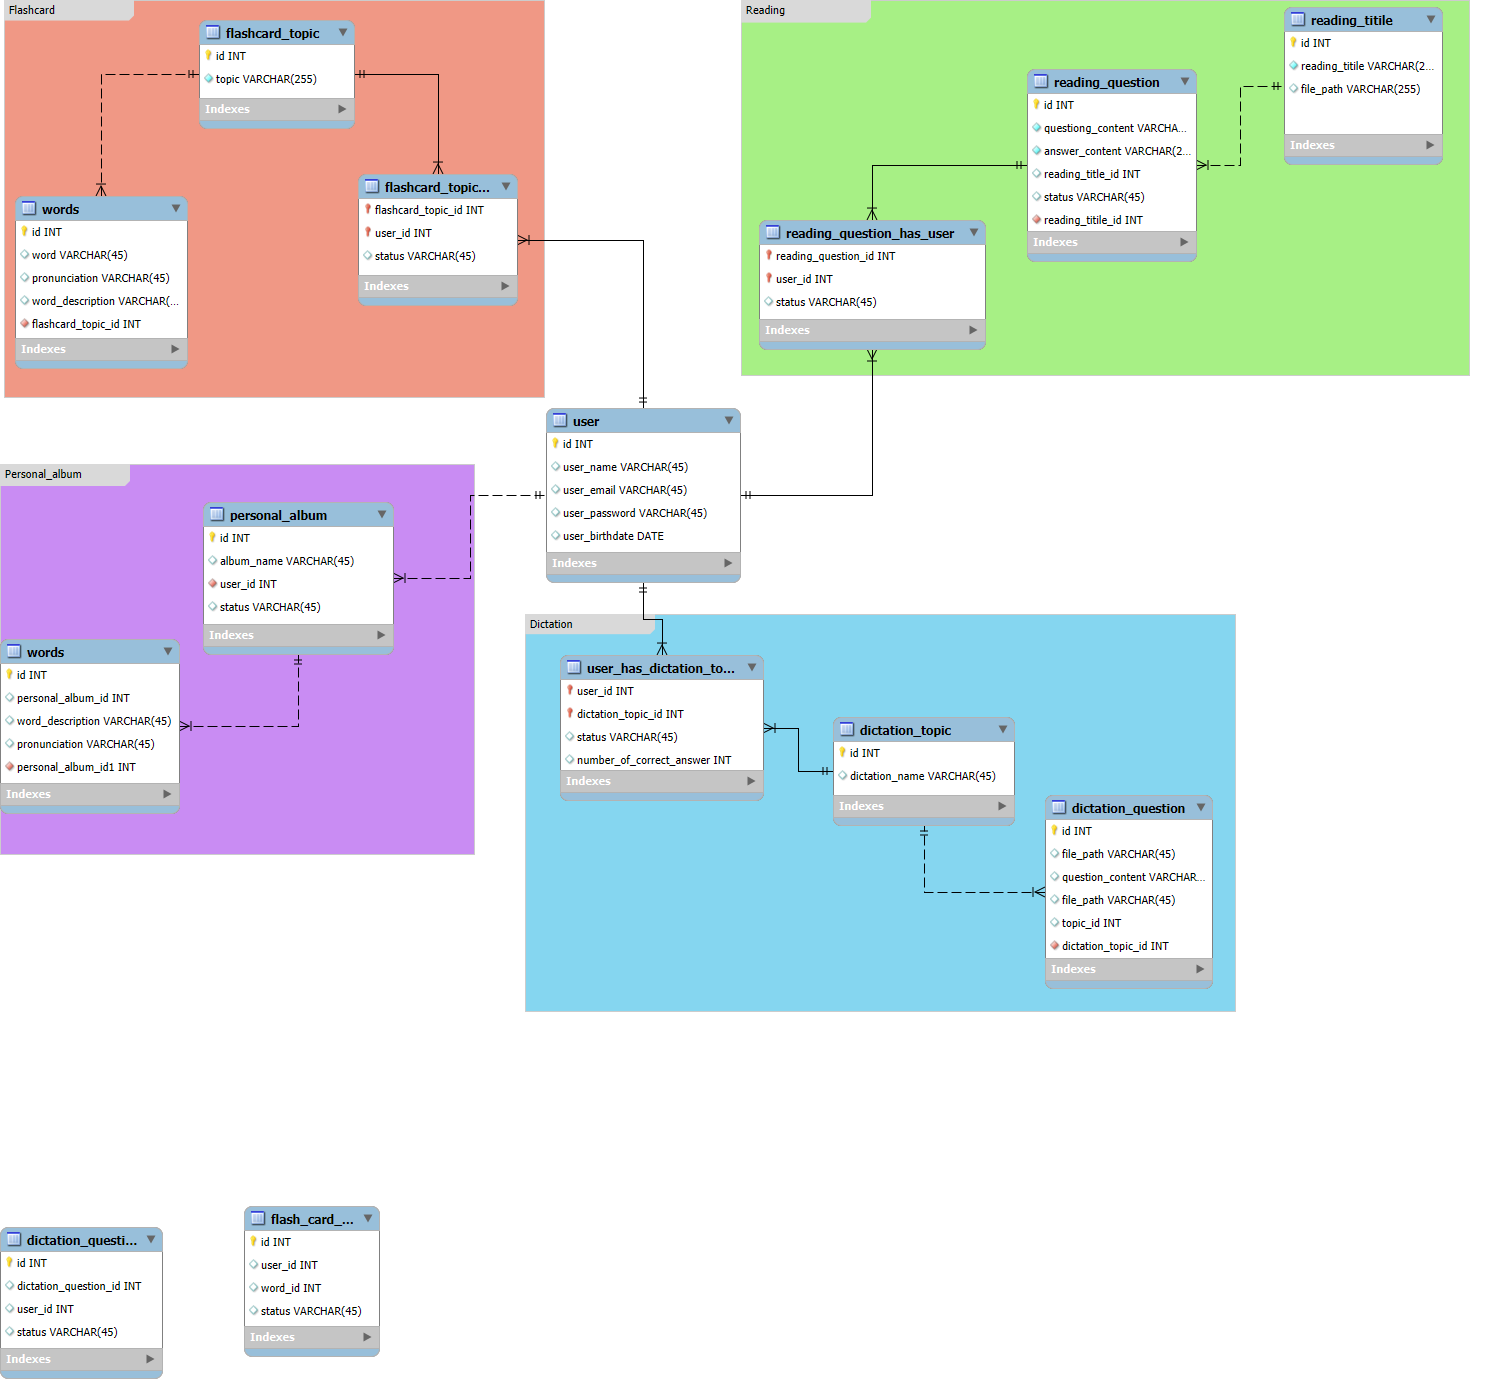 Flashcard
flashcard_topic
id INT
topic VARCHAR(255)
Indexes
flashcard_topic...
flashcard_topic_id INT
user_id INT
status VARCHAR(45)
Indexes
words
id INT
word VARCHAR(45)
pronunciation VARCHAR(45)
word_description VARCHAR(...
flashcard_topic_id INT
Indexes
Reading
reading_titile
id INT
reading_titile VARCHAR(2...
file_path VARCHAR(255)
Indexes
reading_question
id INT
questiong_content VARCHA...
answer_content VARCHAR(2...
reading_title_id INT
status VARCHAR(45)
reading_titile_id INT
Indexes
reading_question_has_user
reading_question_id INT
user_id INT
status VARCHAR(45)
Indexes
user
id INT
user_name VARCHAR(45)
user_email VARCHAR(45)
user_password VARCHAR(45)
user_birthdate DATE
Indexes
Personal_album
personal_album
id INT
album_name VARCHAR(45)
user_id INT
status VARCHAR(45)
Indexes
words
id INT
personal_album_id INT
word_description VARCHAR(45)
pronunciation VARCHAR(45)
personal_album_id1 INT
Indexes
Dictation
user_has_dictation_to...
user_id INT
dictation_topic_id INT
status VARCHAR(45)
number_of_correct_answer INT
Indexes
dictation_topic
id INT
dictation_name VARCHAR(45)
Indexes
dictation_question
id INT
file_path VARCHAR(45)
question_content VARCHAR...
file_path VARCHAR(45)
topic_id INT
dictation_topic_id INT
Indexes
dictation_questi...
id INT
dictation_question_id INT
user_id INT
status VARCHAR(45)
Indexes
flash_card_...
id INT
user_id INT
word_id INT
status VARCHAR(45)
Indexes